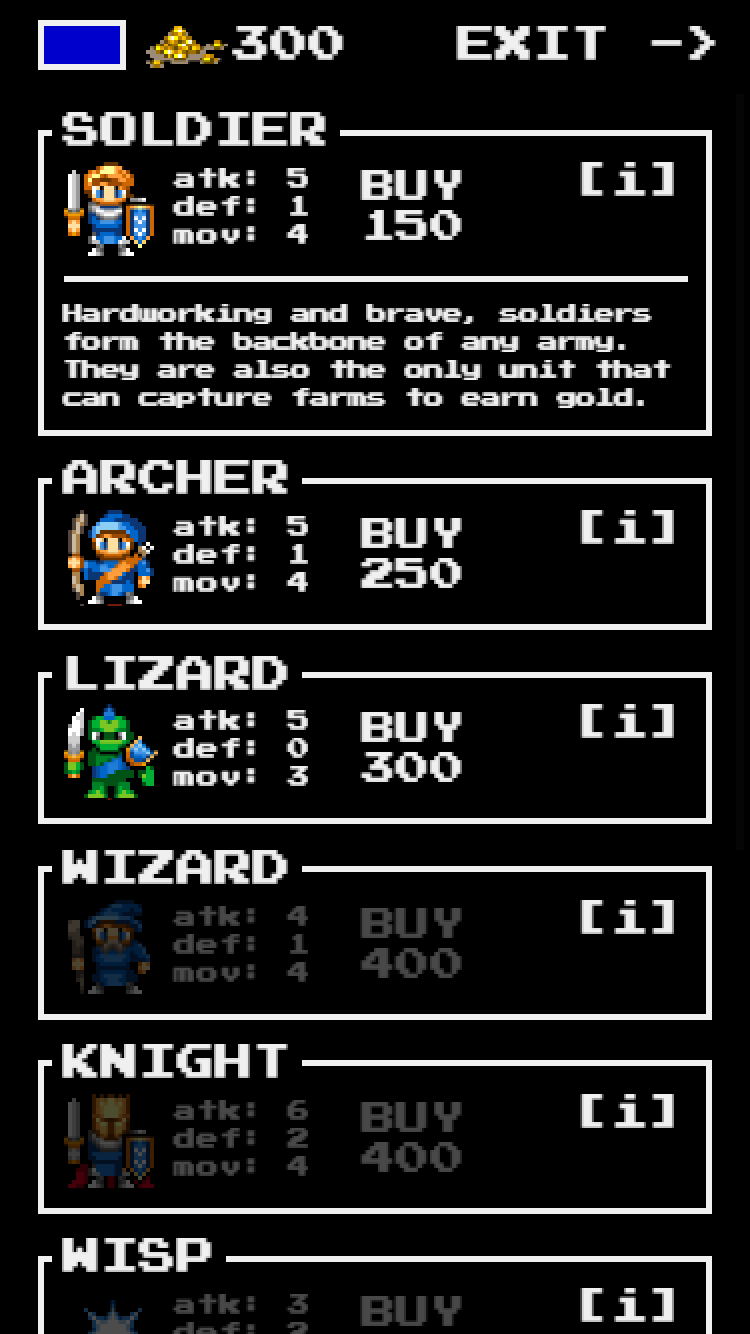 300 EXIT ->
SOLDIER
atk: 5 BUY [i]
def: 1 150
mov: 4
Hardworking and brave, soldiers
form the backbone of any army.
They are also the only unit that
can capture farms to earn gold.
ARCHER
atk: 5 BUY [i]
def: 1 250
mov: 4
LIZARD
atk: 5 BUY [i]
def: 0 300
mov: 3
WIZARD
atk: 4 BUY [i]
def: 1 400
mov: 4
KNIGHT
atk: 6 BUY [i]
def: 2 400
mov: 4
WISP
atk: 3 BUY [i]
def: 2